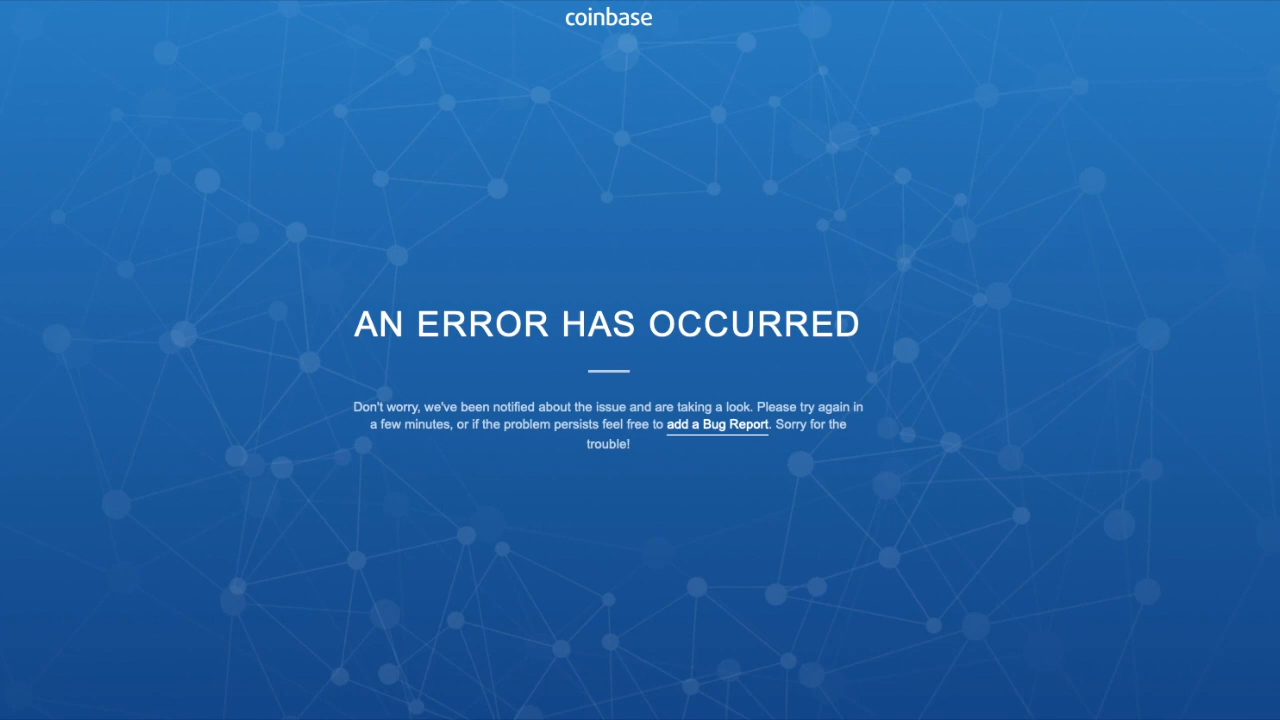 coinbase
AN ERROR HAS OCCURRED
Don't worry, we've been notified about the issue and are taking a look. Please try again in
a few minutes, or if the problem persists feel free to add a Bug Report. Sorry for the
trouble!